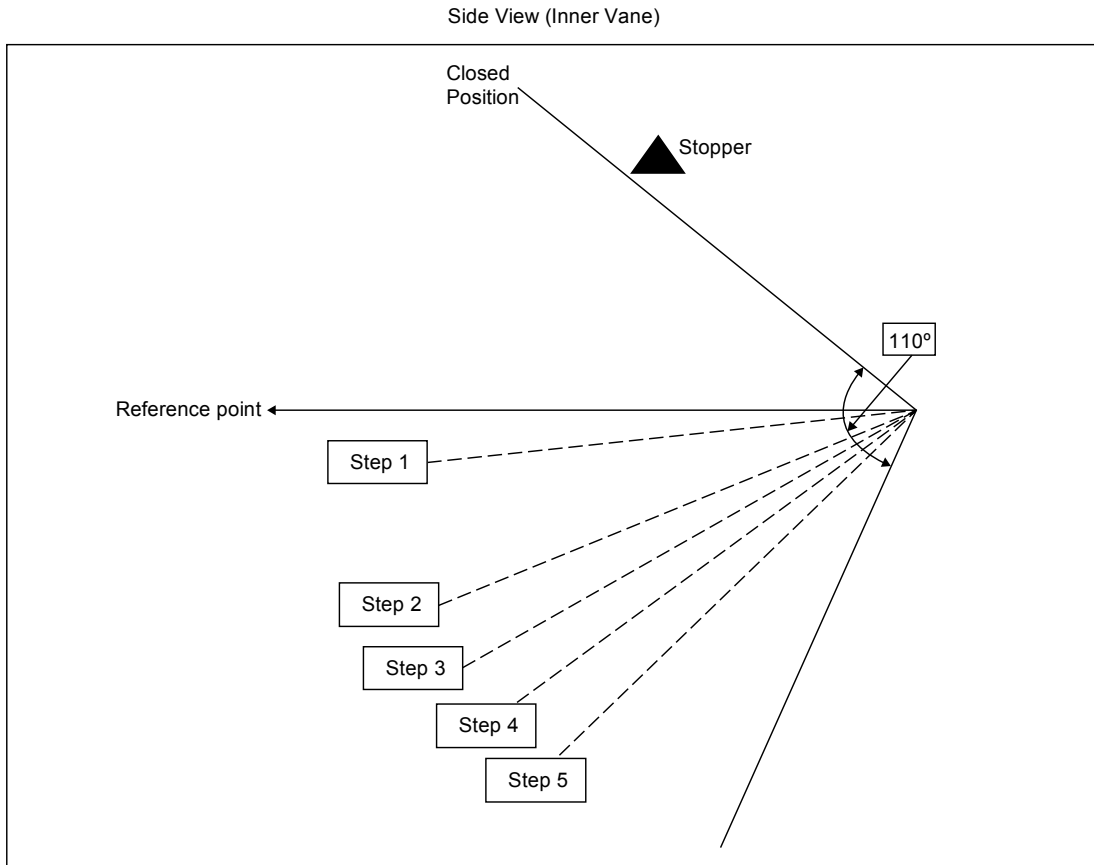 Side View (Inner Vane)
Closed
Position
Stopper
110º
Reference point
Step 1
Step 2
Step 3
Step 4
Step 5